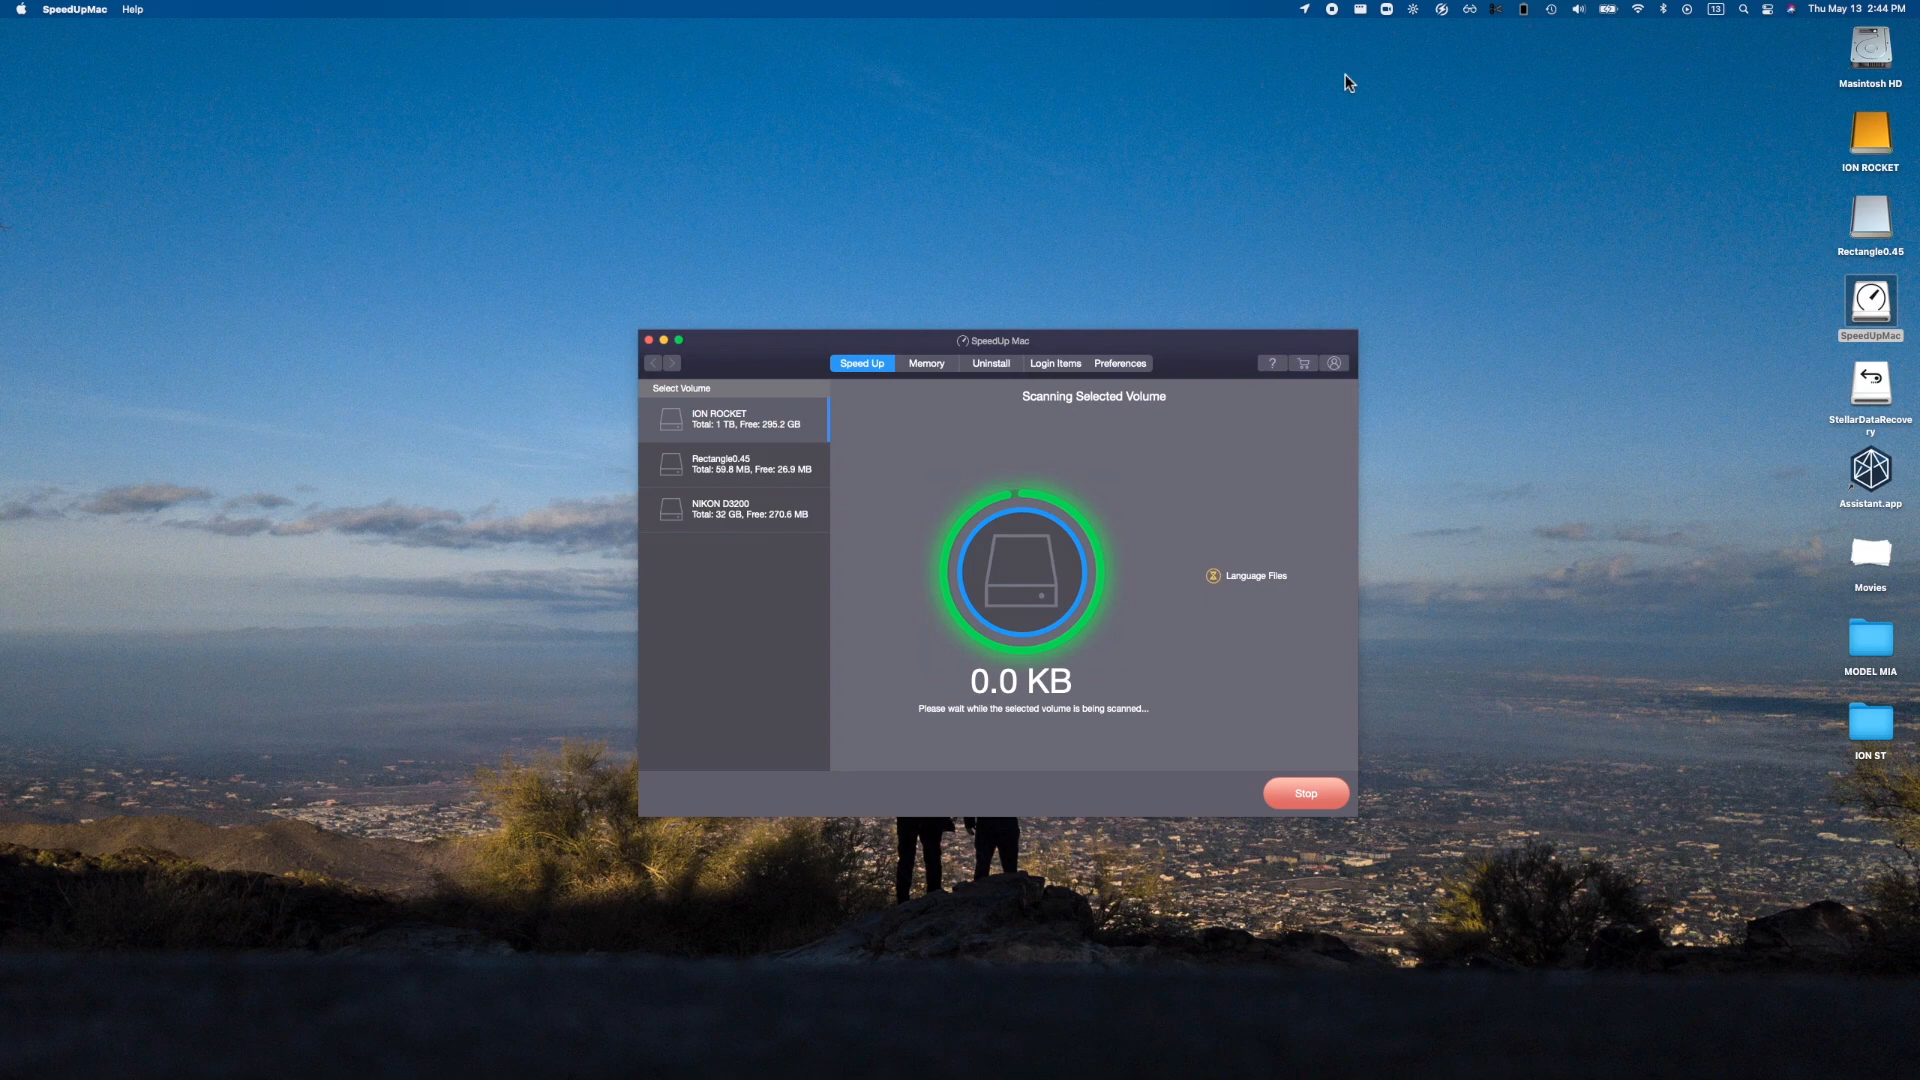 SpeedUpMac Help
13 Thu May 13 2:44 PM
Masintosh HD
ION ROCKET
Rectangle0.45
SpeedUpMac
StellarDataRecove
ry
Assistant.app
Movies
MODEL MIA
ION ST
SpeedUp Mac
Speed Up Memory Uninstall Login Items Preferences ?
Select Volume
ION ROCKET
Total: 1 TB, Free: 295.2 GB
Rectangle0.45
Total: 59.8 MB, Free: 26.9 MB
NIKON D3200
Total: 32 GB, Free: 270.6 MB
Scanning Selected Volume
Language Files
0.0 KB
Please wait while the selected volume is being scanned...
Stop